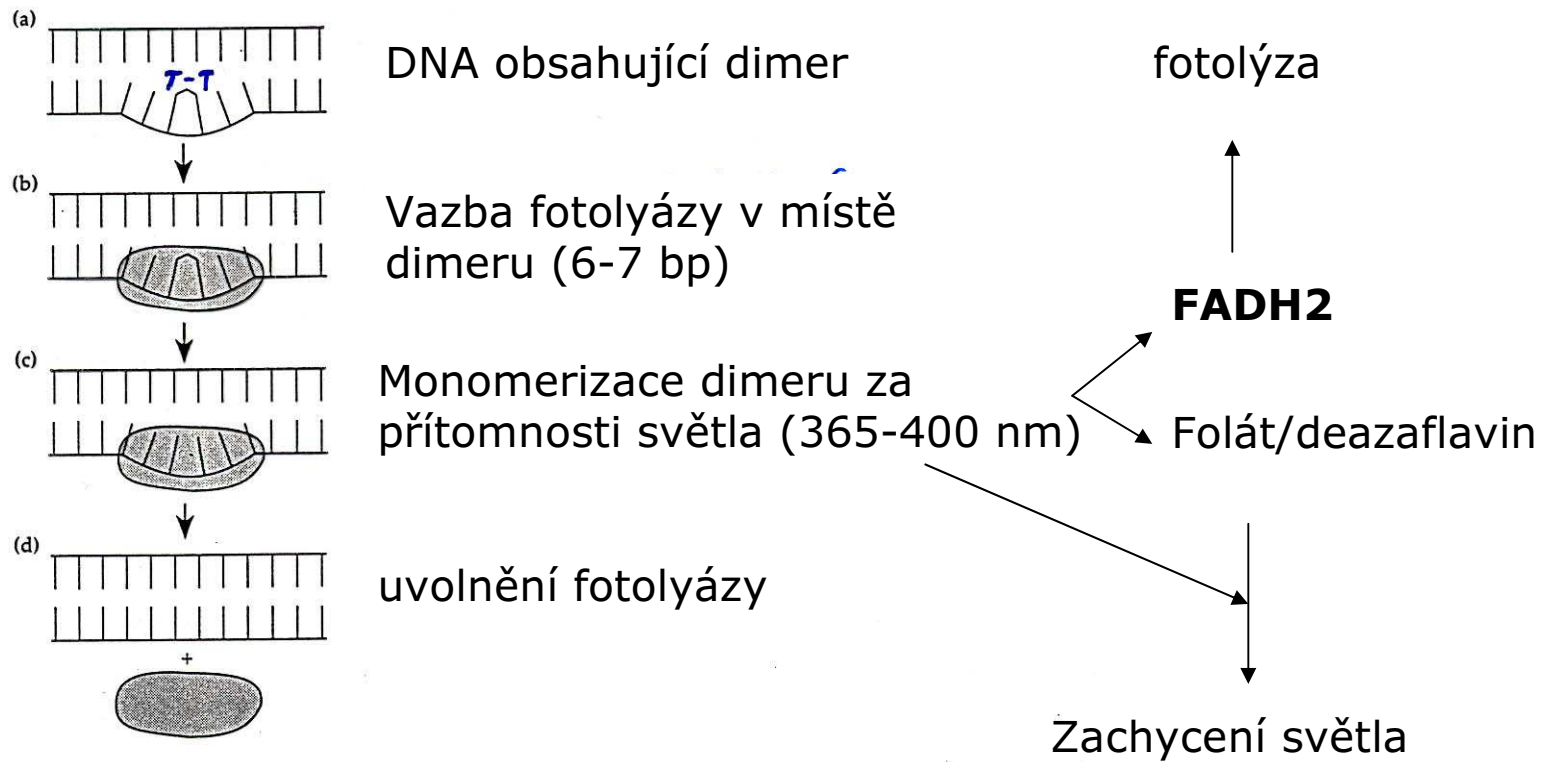 (a)
T-T
DNA obsahující dimer
fotolýza
(b)
Vazba fotolyázy v místě
dimeru (6-7 bp)
FADH2
(c)
Monomerizace dimeru za
přítomnosti světla (365-400 nm)
Folát/deazaflavin
(d)
uvolnění fotolyázy
+
Zachycení světla